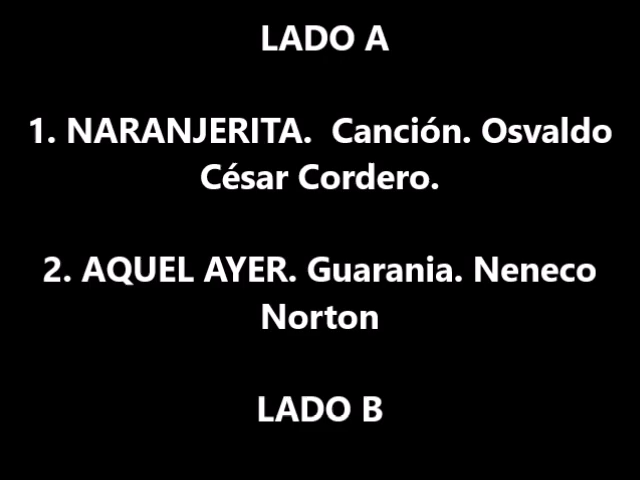 LADO A
1. NARANJERITA.  Canción. Osvaldo
César Cordero.
2. AQUEL AYER. Guarania. Neneco
Norton
LADO B